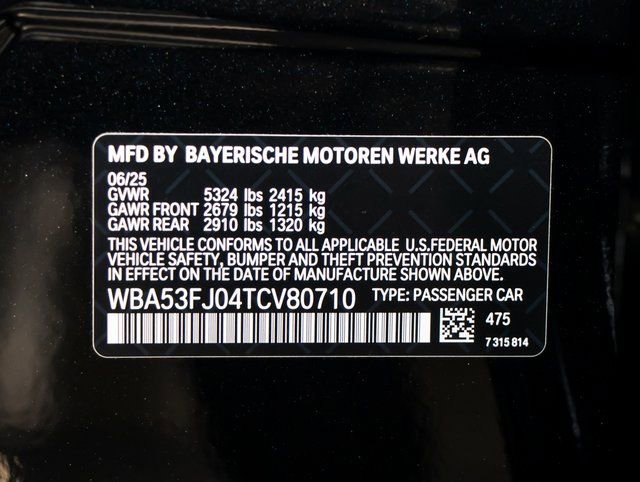 MFD BY BAYERISCHE MOTOREN WERKE AG
06/25
GVWR 5324 lbs 2415 kg
GAWR FRONT 2679 lbs 1215 kg
GAWR REAR 2910 lbs 1320 kg
THIS VEHICLE CONFORMS TO ALL APPLICABLE U.S.FEDERAL MOTOR
VEHICLE SAFETY, BUMPER AND THEFT PREVENTION STANDARDS
IN EFFECT ON THE DATE OF MANUFACTURE SHOWN ABOVE.
WBA53FJ04TCV80710 TYPE: PASSENGER CAR
475
7 315 814